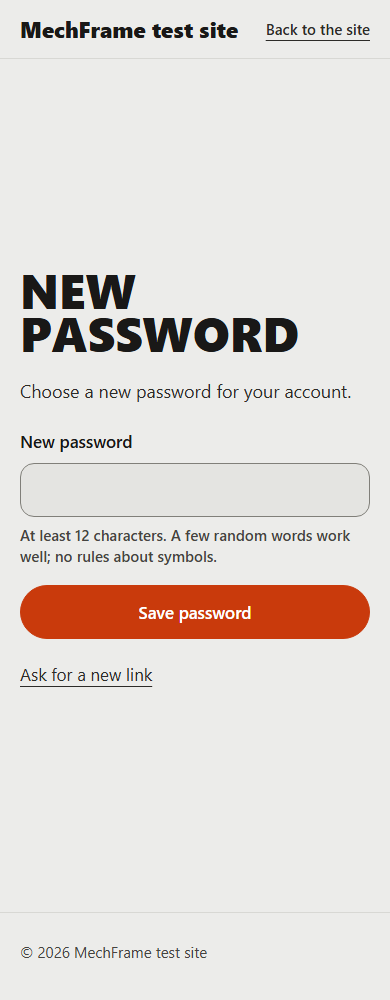 MechFrame test site
Back to the site
NEW
PASSWORD
Choose a new password for your account.
New password
At least 12 characters. A few random words work
well; no rules about symbols.
Save password
Ask for a new link
© 2026 MechFrame test site